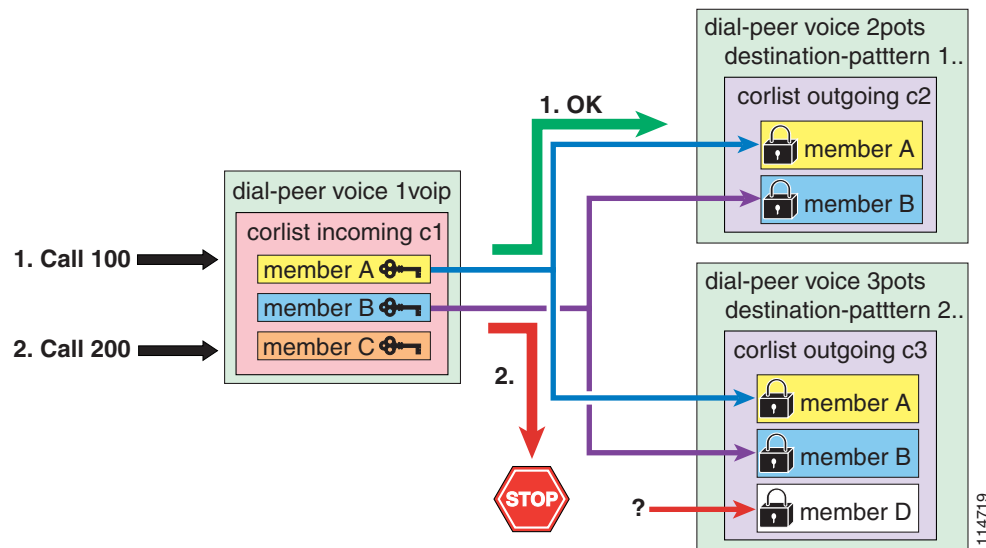 dial-peer voice 2pots
destination-patttern 1..
corlist outgoing c2
member A
member B
1. OK
dial-peer voice 1voip
corlist incoming c1
member A
member B
member C
1. Call 100
2. Call 200
2.
STOP
dial-peer voice 3pots
destination-patttern 2..
corlist outgoing c3
member A
member B
member D
?
114719